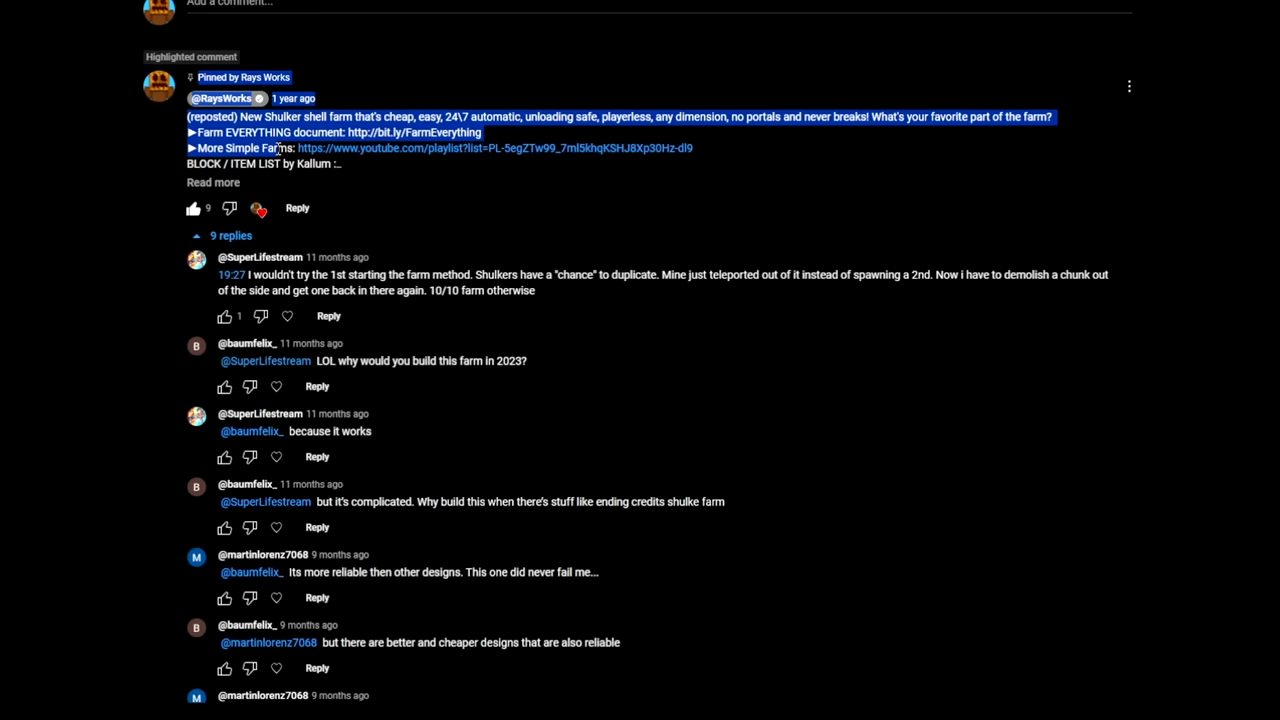 Add a comment...
Highlighted comment
Pinned by Rays Works
@RaysWorks 1 year ago
(reposted) New Shulker shell farm that's cheap, easy, 24\7 automatic, unloading safe, playerless, any dimension, no portals and never breaks! What's your favorite part of the farm?
►Farm EVERYTHING document: http://bit.ly/FarmEverything
►More Simple Farms: https://www.youtube.com/playlist?list=PL-5egZTw99_7ml5khqKSHJ8Xp30Hz-dl9
BLOCK / ITEM LIST by Kallum :...
Read more
9 Reply
9 replies
@SuperLifestream 11 months ago
19:27 I wouldn't try the 1st starting the farm method. Shulkers have a "chance" to duplicate. Mine just teleported out of it instead of spawning a 2nd. Now i have to demolish a chunk out
of the side and get one back in there again. 10/10 farm otherwise
1 Reply
B @baumfelix_ 11 months ago
@SuperLifestream LOL why would you build this farm in 2023?
Reply
@SuperLifestream 11 months ago
@baumfelix_ because it works
Reply
B @baumfelix_ 11 months ago
@SuperLifestream but it's complicated. Why build this when there's stuff like ending credits shulke farm
Reply
M @martinlorenz7068 9 months ago
@baumfelix_ Its more reliable then other designs. This one did never fail me...
Reply
B @baumfelix_ 9 months ago
@martinlorenz7068 but there are better and cheaper designs that are also reliable
Reply
M @martinlorenz7068 9 months ago